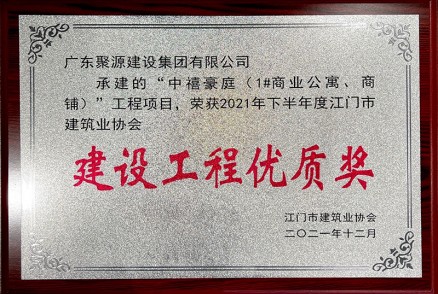 广东聚源建设集团有限公司
承建的“中禧豪庭（1#商业公寓、商
铺）”工程项目，荣获2021年下半年度江门市
建筑业协会
建设工程优质奖
江门市建筑业协会
二〇二一年十二月